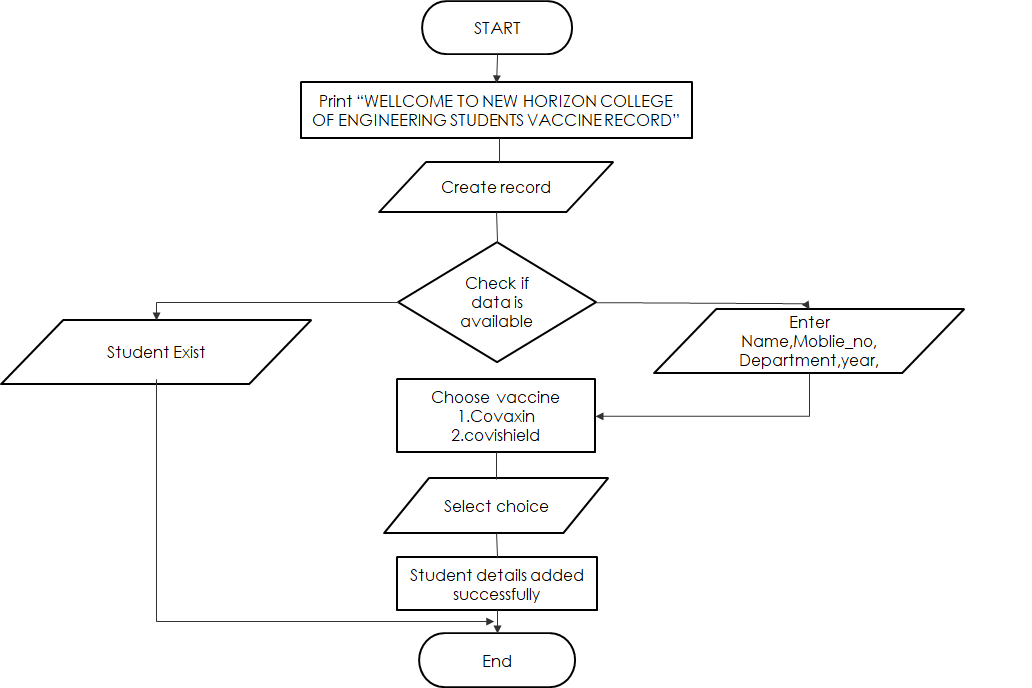 START
Print “WELLCOME TO NEW HORIZON COLLEGE
OF ENGINEERING STUDENTS VACCINE RECORD”
Create record
Check if
data is
available
Student Exist
Enter
Name,Moblie_no,
Department,year,
Choose vaccine
1.Covaxin
2.covishield
Select choice
Student details added
successfully
End